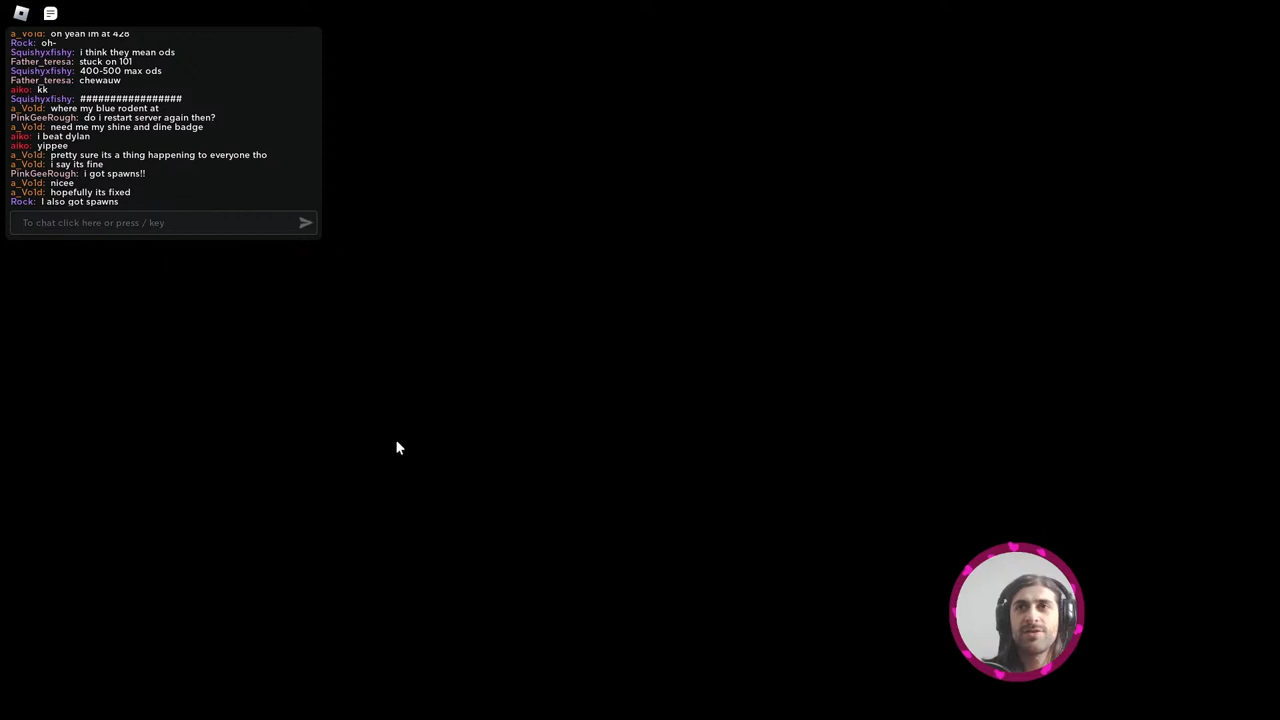 a_Vo1d: oh yeah im at 428
Rock: oh-
Squishyxfishy: i think they mean ods
Father_teresa: stuck on 101
Squishyxfishy: 400-500 max ods
Father_teresa: chewauw
aiko: kk
Squishyxfishy: #################
a_Vo1d: where my blue rodent at
PinkGeeRough: do i restart server again then?
a_Vo1d: need me my shine and dine badge
aiko: i beat dylan
aiko: yippee
a_Vo1d: pretty sure its a thing happening to everyone tho
a_Vo1d: i say its fine
PinkGeeRough: i got spawns!!
a_Vo1d: nicee
a_Vo1d: hopefully its fixed
Rock: I also got spawns
To chat click here or press / key